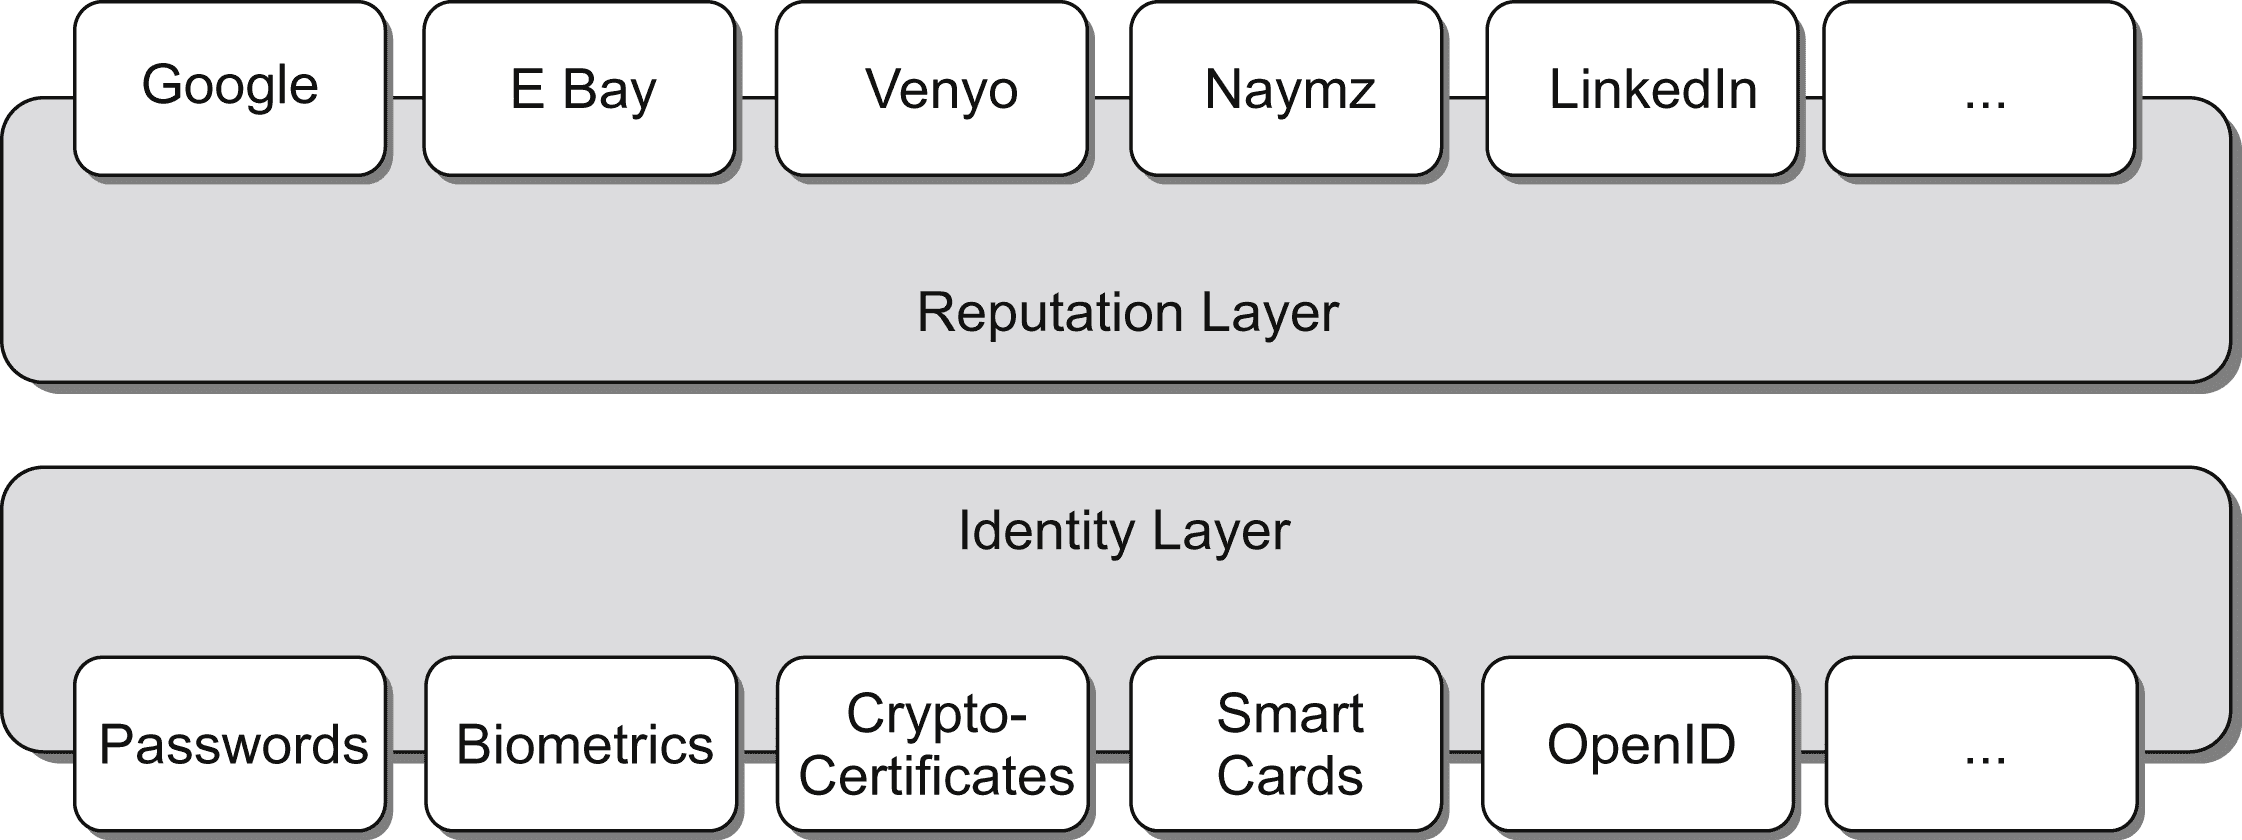 Google
E Bay
Venyo
Naymz
LinkedIn
...
Reputation Layer
Identity Layer
Passwords
Biometrics
Crypto-
Certificates
Smart
Cards
OpenID
...